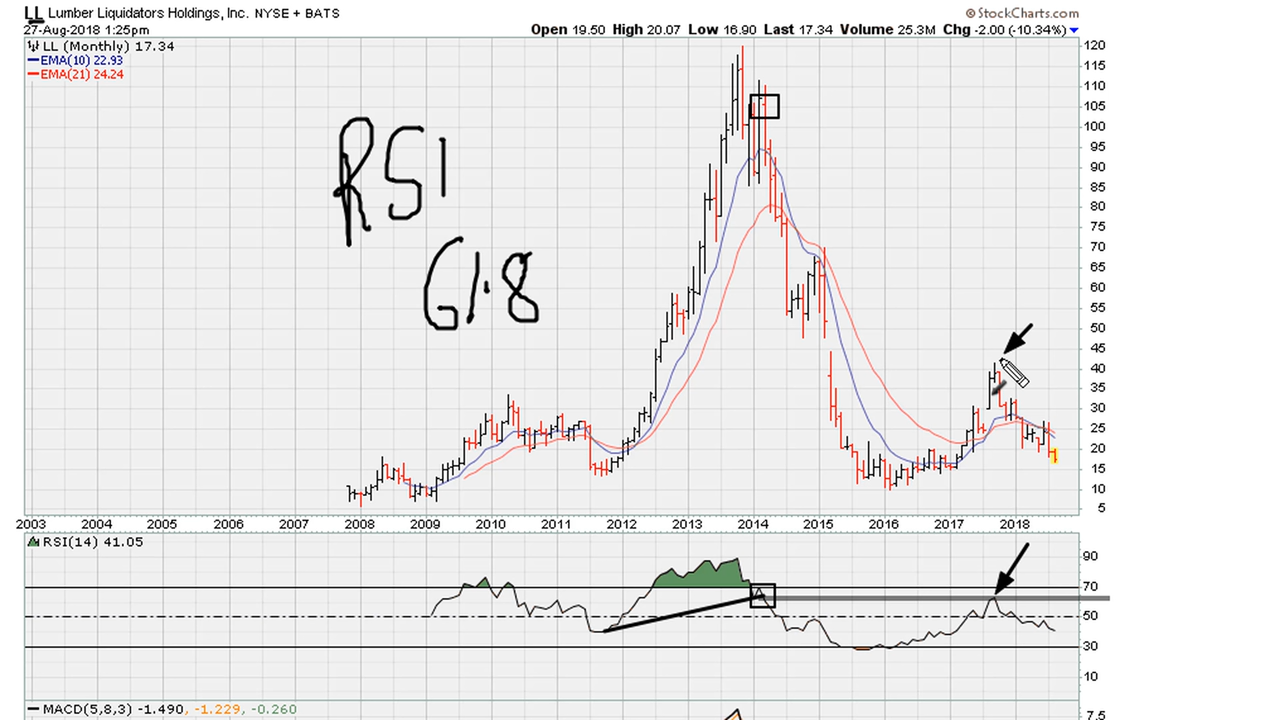 LL Lumber Liquidators Holdings, Inc. NYSE + BATS
© StockCharts.com
27-Aug-2018 1:25pm
Open 19.50 High 20.07 Low 16.90 Last 17.34 Volume 25.3M Chg -2.00 (-10.34%)
LL (Monthly) 17.34
EMA(10) 22.93
EMA(21) 24.24
RSI
61.8
120
115
110
105
100
95
90
85
80
75
70
65
60
55
50
45
40
35
30
25
20
15
10
5
2003 2004 2005 2006 2007 2008 2009 2010 2011 2012 2013 2014 2015 2016 2017 2018
RSI(14) 41.05
90
70
50
30
10
MACD(5,8,3) -1.490, -1.229, -0.260
7.5